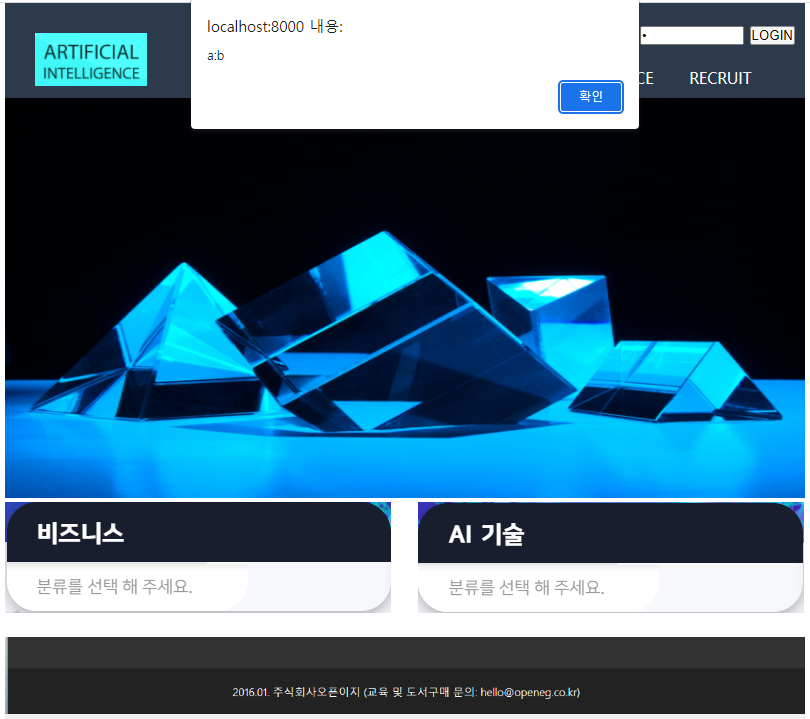 localhost:8000 내용:
a:b
확인
ARTIFICIAL
INTELLIGENCE
•
LOGIN
CE
RECRUIT
비즈니스
분류를 선택 해 주세요.
AI 기술
분류를 선택 해 주세요.
2016.01. 주식회사오픈이지 (교육 및 도서구매 문의: hello@openeg.co.kr)